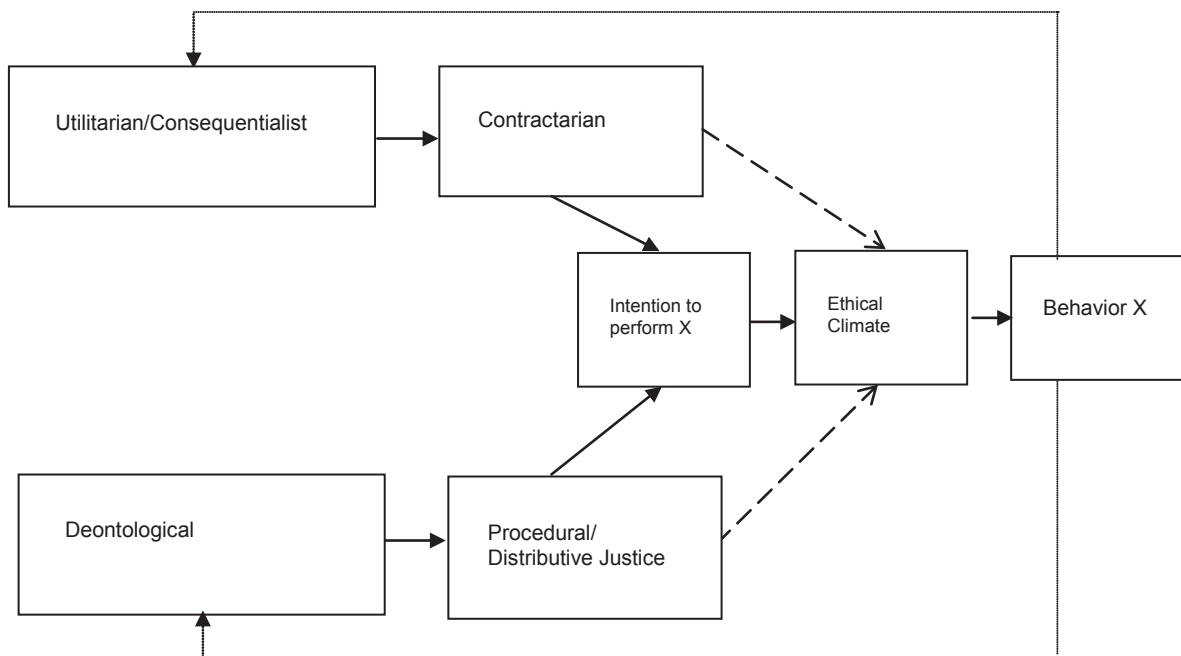 Utilitarian/Consequentialist
Contractarian
Intention to
perform X
Ethical
Climate
Behavior X
Deontological
Procedural/
Distributive Justice